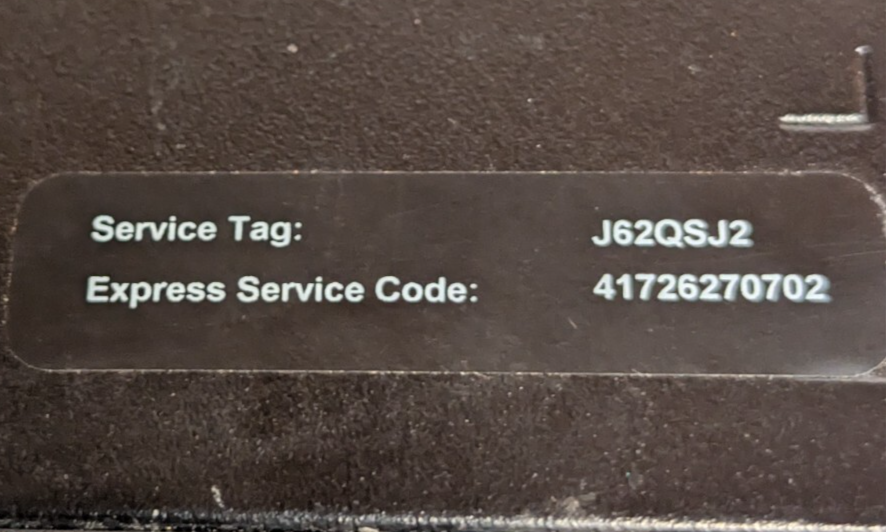 Service Tag: J62QSJ2
Express Service Code: 41726270702